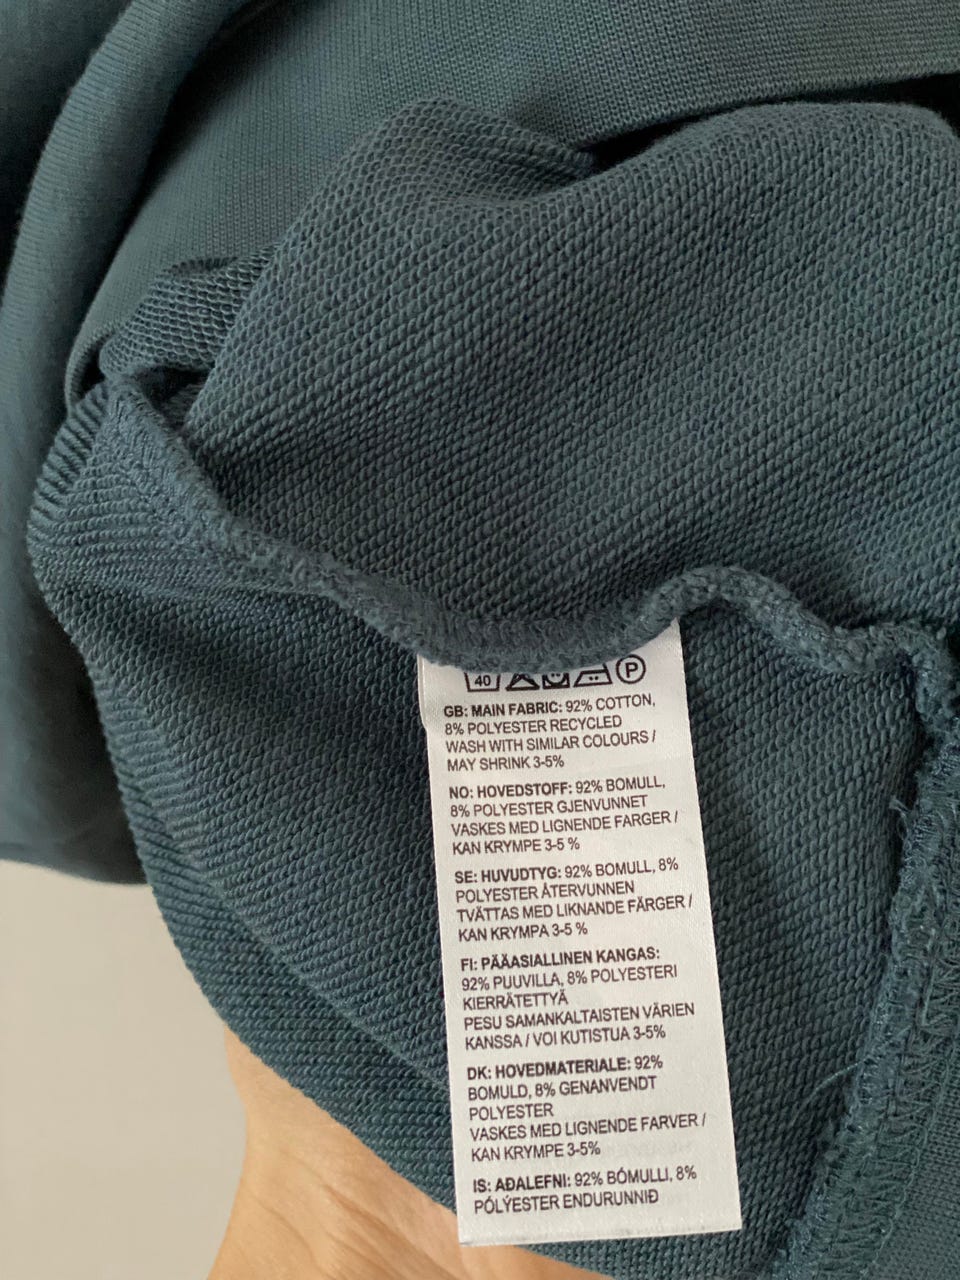 40 P
GB: MAIN FABRIC: 92% COTTON,
8% POLYESTER RECYCLED
WASH WITH SIMILAR COLOURS /
MAY SHRINK 3-5%
NO: HOVEDSTOFF: 92% BOMULL,
8% POLYESTER GJENVUNNET
VASKES MED LIGNENDE FARGER /
KAN KRYMPE 3-5 %
SE: HUVUDTYG: 92% BOMULL, 8%
POLYESTER ÅTERVUNNEN
TVÄTTAS MED LIKNANDE FÄRGER /
KAN KRYMPA 3-5 %
FI: PÄÄASIALLINEN KANGAS:
92% PUUVILLA, 8% POLYESTERI
KIERRÄTETTYÄ
PESU SAMANKALTAISTEN VÄRIEN
KANSSA / VOI KUTISTUA 3-5%
DK: HOVEDMATERIALE: 92%
BOMULD, 8% GENANVENDT
POLYESTER
VASKES MED LIGNENDE FARVER /
KAN KRYMPE 3-5%
IS: AÐALEFNI: 92% BÓMULLI, 8%
PÓLÝESTER ENDURUNNIÐ